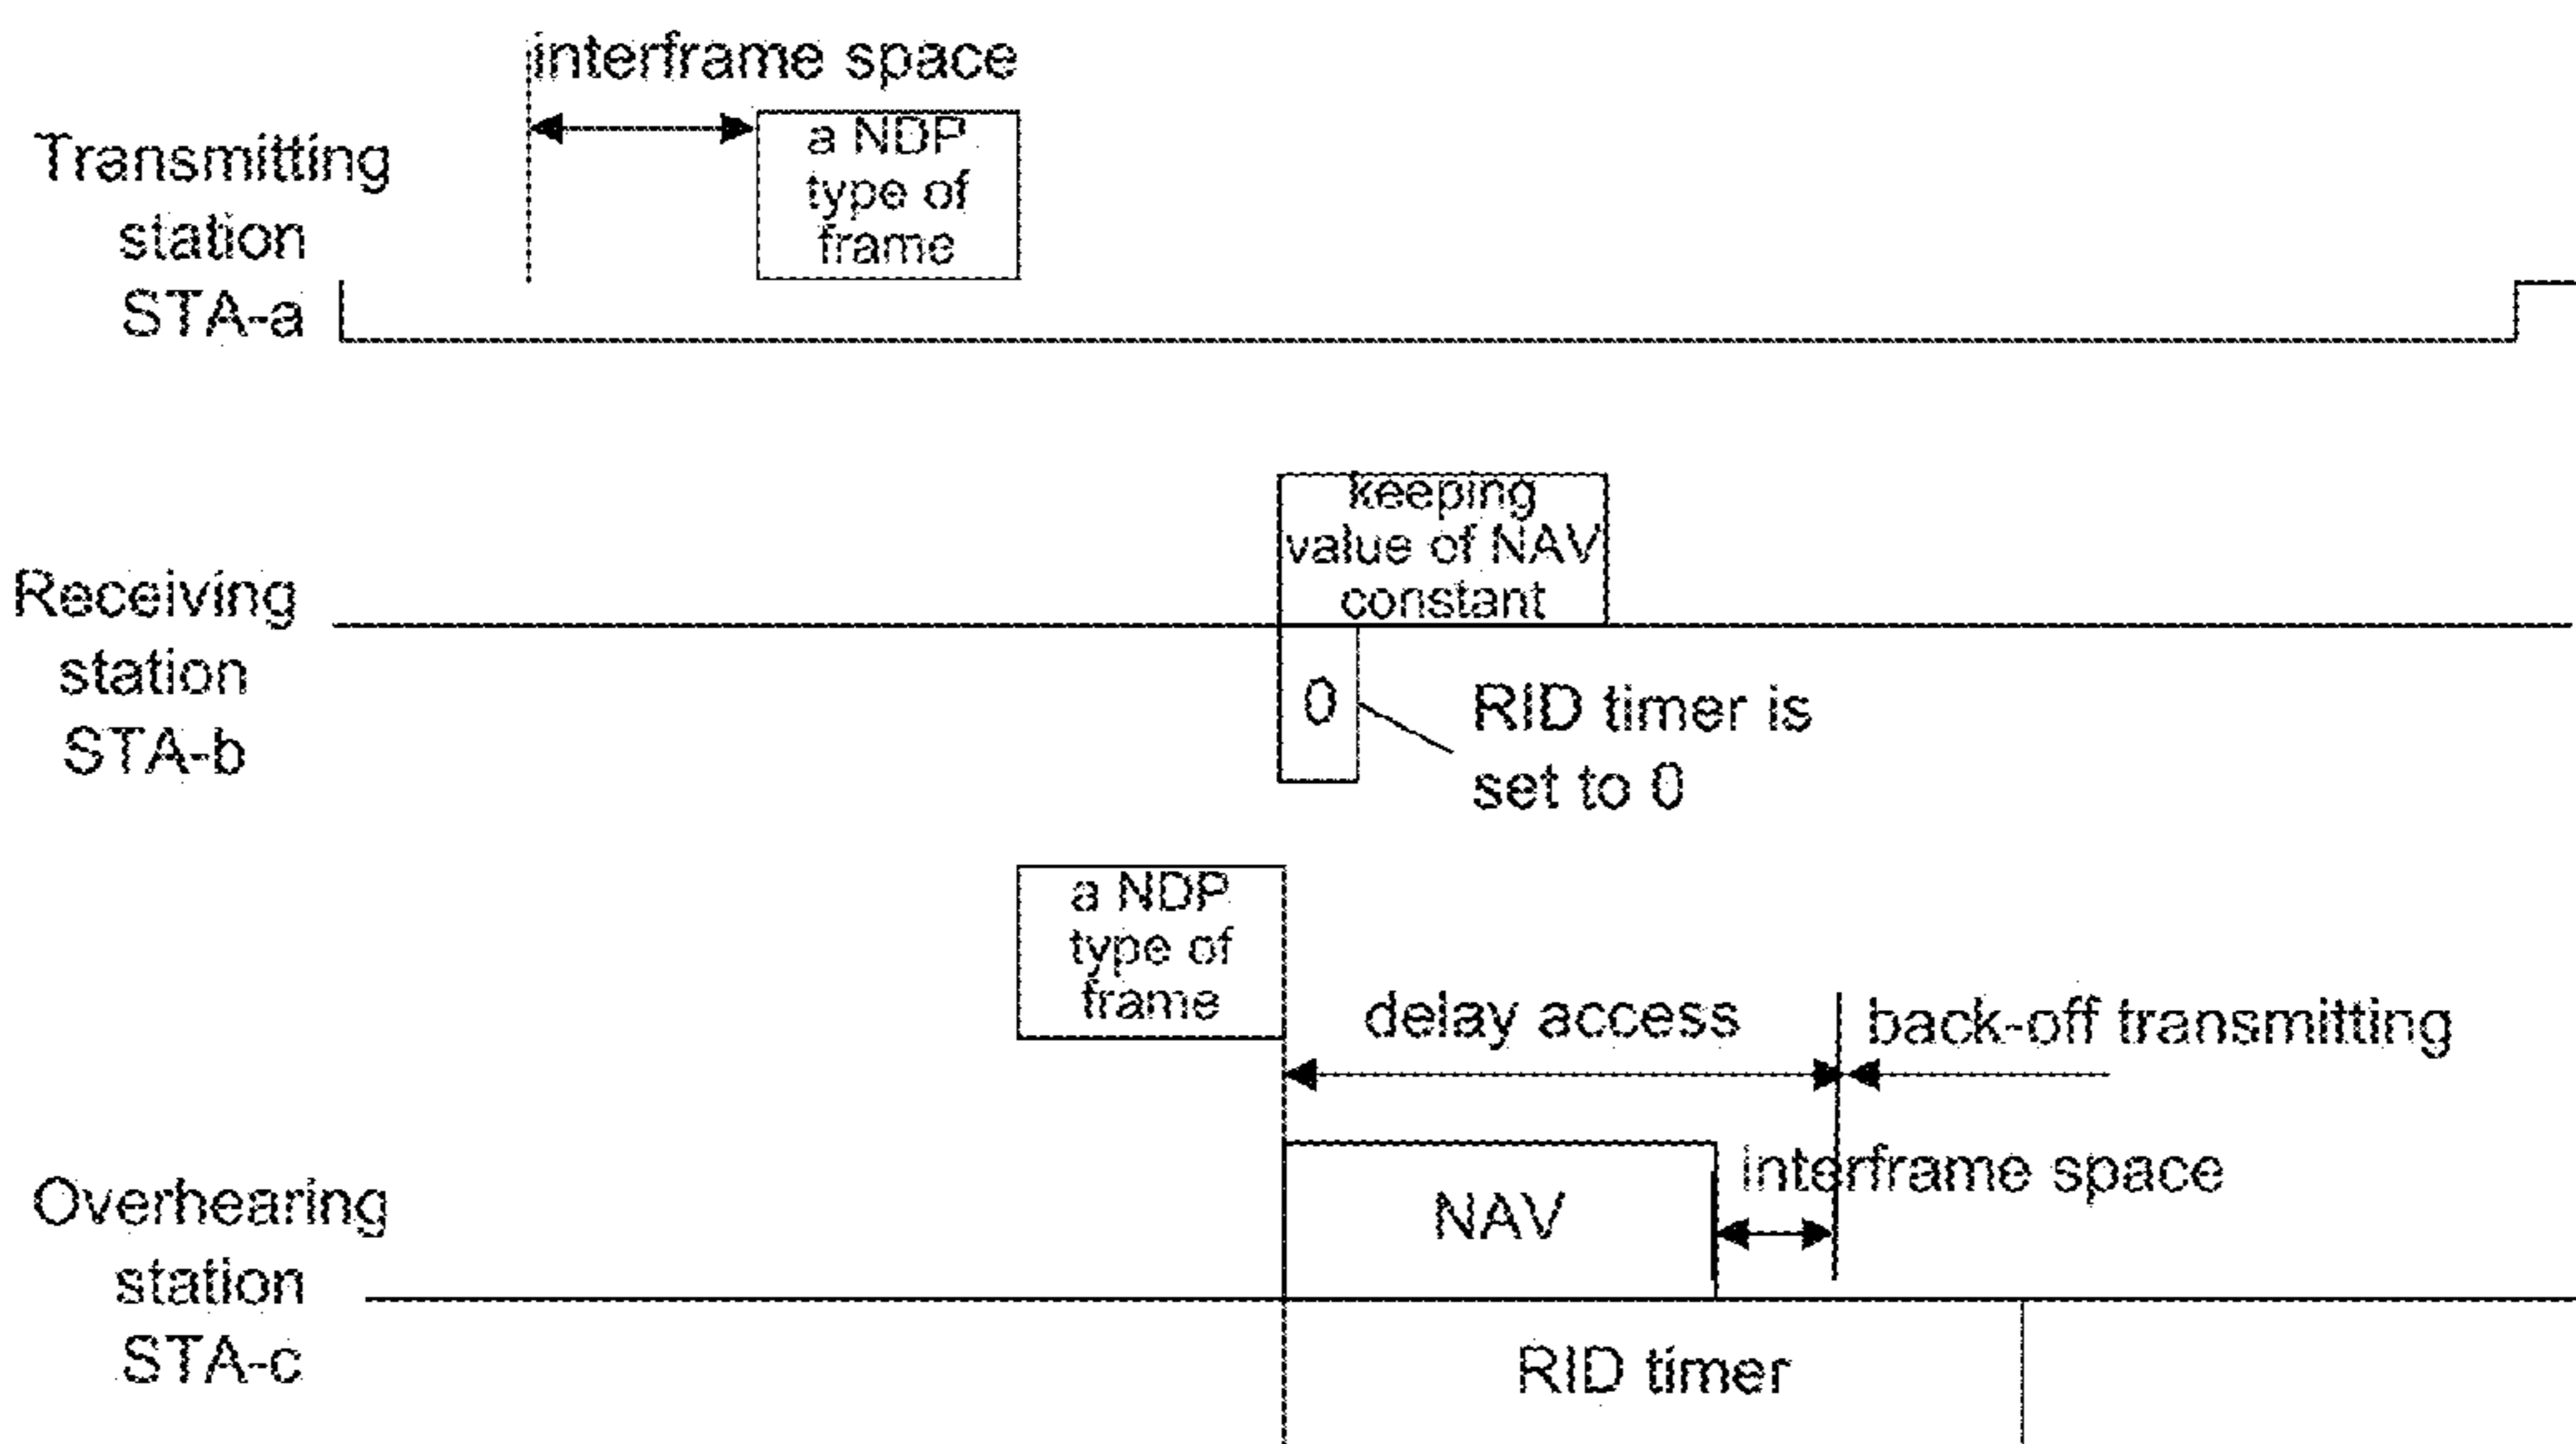 interframe space
a NDP
type of
frame
Transmitting
station
STA-a
keeping
value of NAV
constant
Receiving
station
STA-b
0
RID timer is
set to 0
a NDP
type of
frame
delay access
back-off transmitting
interframe space
NAV
Overhearing
station
STA-c
RID timer